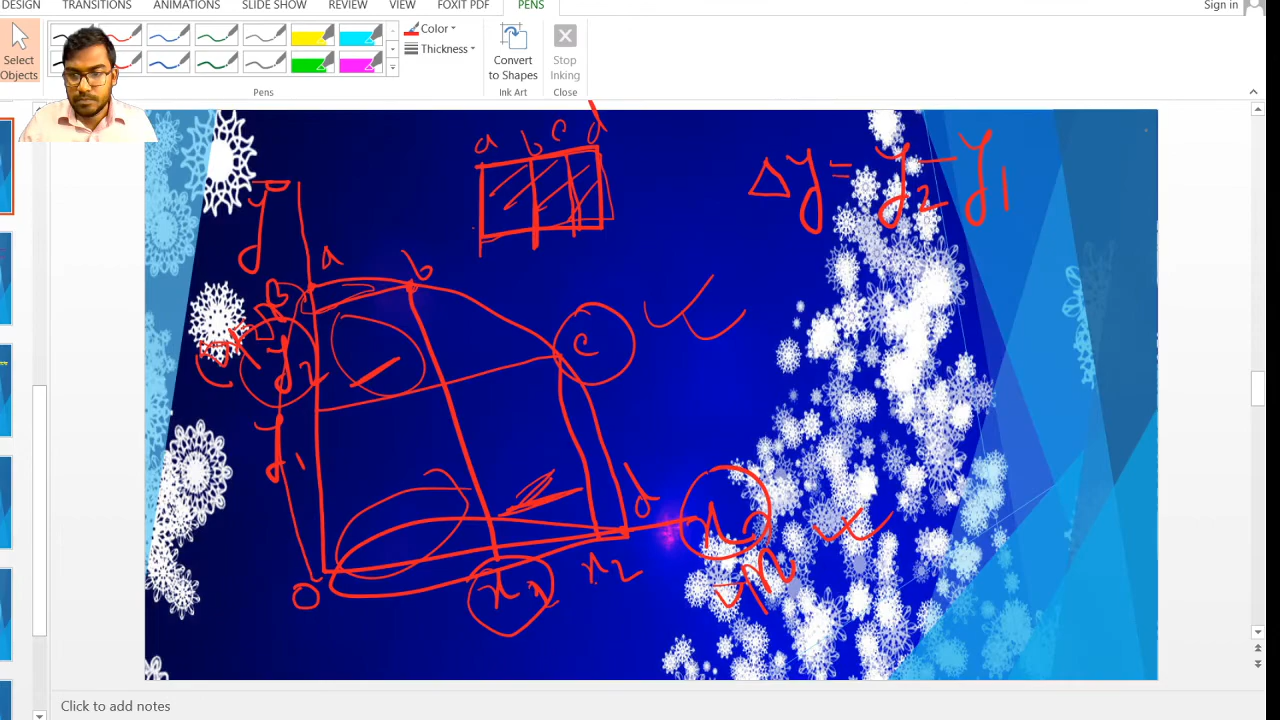 DESIGN TRANSITIONS ANIMATIONS SLIDE SHOW REVIEW VIEW FOXIT PDF PENS Sign in
Select Objects
Color
Thickness
Convert to Shapes
Stop Inking
Pens
Ink Art
Close
a b c d
Δy = y2 - y1
y
a
b
c
y2
y1
d
x2
0
Click to add notes